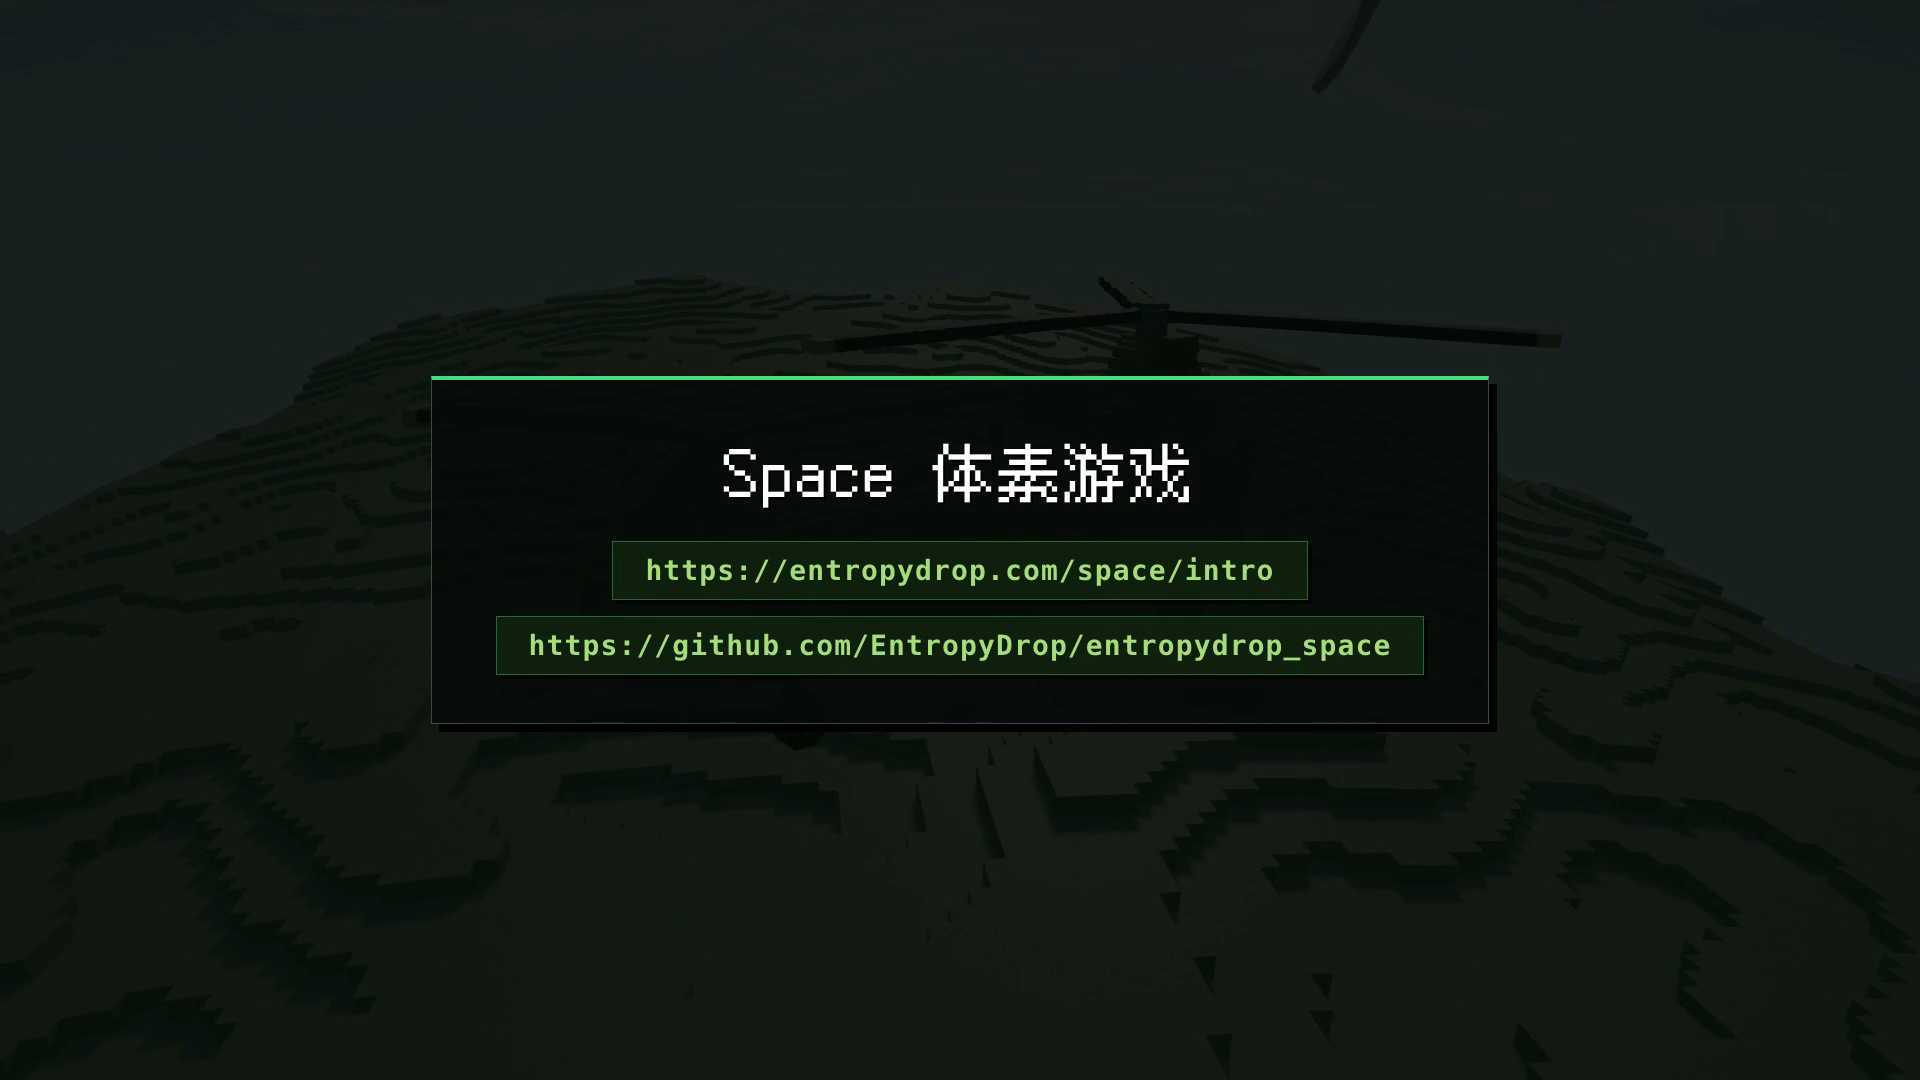 Space 体素游戏
https://entropydrop.com/space/intro
https://github.com/EntropyDrop/entropydrop_space